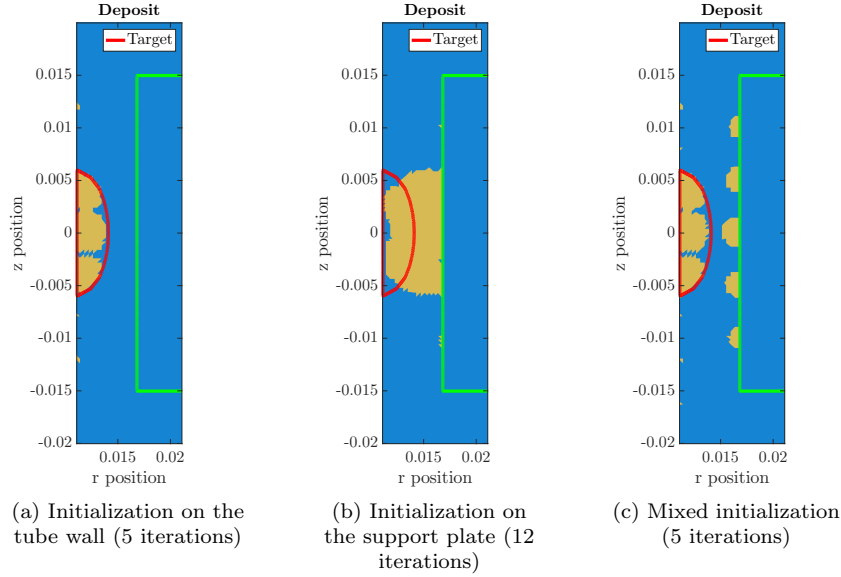 Deposit
Target
0.015
0.01
0.005
0
-0.005
-0.01
-0.015
-0.02
z position
0.015 0.02
r position
(a) Initialization on the
tube wall (5 iterations)
Deposit
Target
0.015
0.01
0.005
0
-0.005
-0.01
-0.015
-0.02
z position
0.015 0.02
r position
(b) Initialization on
the support plate (12
iterations)
Deposit
Target
0.015
0.01
0.005
0
-0.005
-0.01
-0.015
-0.02
z position
0.015 0.02
r position
(c) Mixed initialization
(5 iterations)